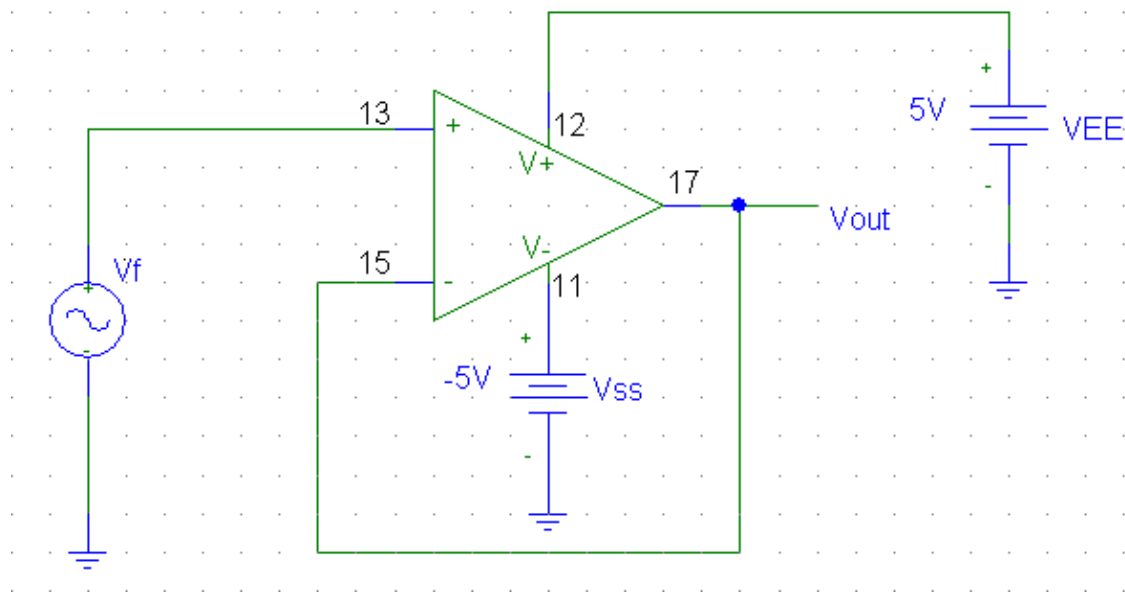 +
5V
VEE
-
13
+
12
V+
17
Vout
V-
15
-
11
Vf
+
-
+
-5V
Vss
-